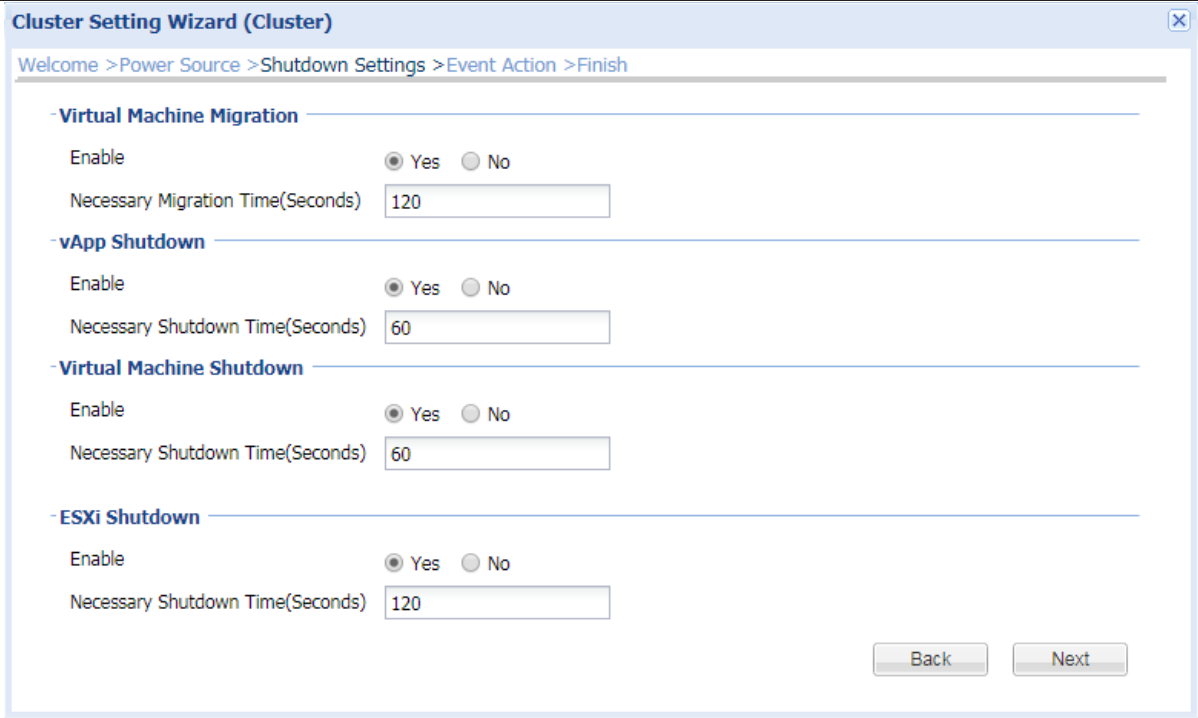 Cluster Setting Wizard (Cluster)
Welcome >Power Source >Shutdown Settings >Event Action >Finish
Virtual Machine Migration
Enable Yes No
Necessary Migration Time(Seconds) 120
vApp Shutdown
Enable Yes No
Necessary Shutdown Time(Seconds) 60
Virtual Machine Shutdown
Enable Yes No
Necessary Shutdown Time(Seconds) 60
ESXi Shutdown
Enable Yes No
Necessary Shutdown Time(Seconds) 120
Back Next